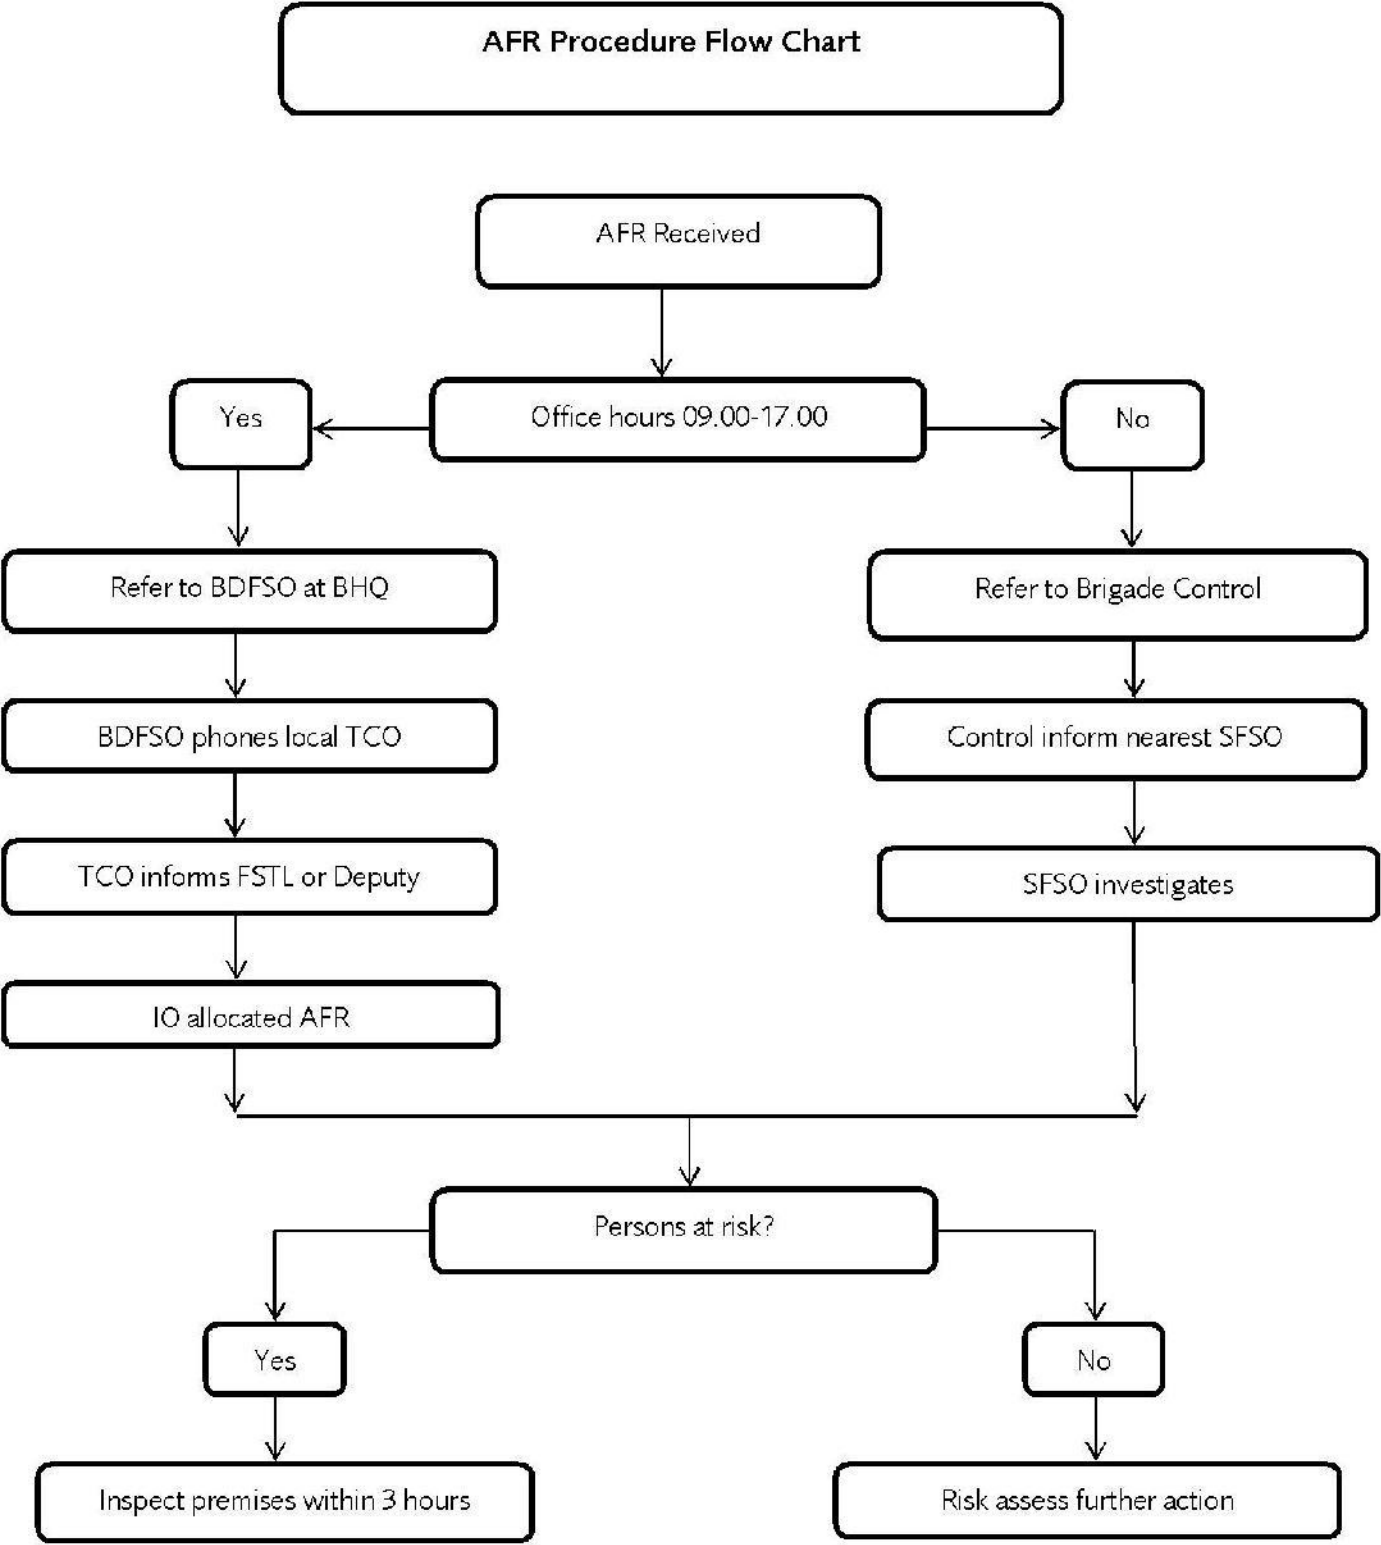 AFR Procedure Flow Chart
AFR Received
Yes
Office hours 09.00-17.00
No
Refer to BDFSO at BHQ
Refer to Brigade Control
BDFSO phones local TCO
Control inform nearest SFSO
TCO informs FSTL or Deputy
SFSO investigates
IO allocated AFR
Persons at risk?
Yes
No
Inspect premises within 3 hours
Risk assess further action